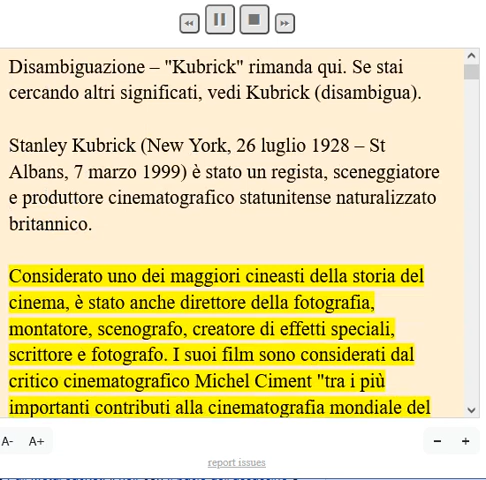 Disambiguazione – "Kubrick" rimanda qui. Se stai
cercando altri significati, vedi Kubrick (disambigua).
Stanley Kubrick (New York, 26 luglio 1928 – St
Albans, 7 marzo 1999) è stato un regista, sceneggiatore
e produttore cinematografico statunitense naturalizzato
britannico.
Considerato uno dei maggiori cineasti della storia del
cinema, è stato anche direttore della fotografia,
montatore, scenografo, creatore di effetti speciali,
scrittore e fotografo. I suoi film sono considerati dal
critico cinematografico Michel Ciment "tra i più
importanti contributi alla cinematografia mondiale del
A- A+ - +
report issues